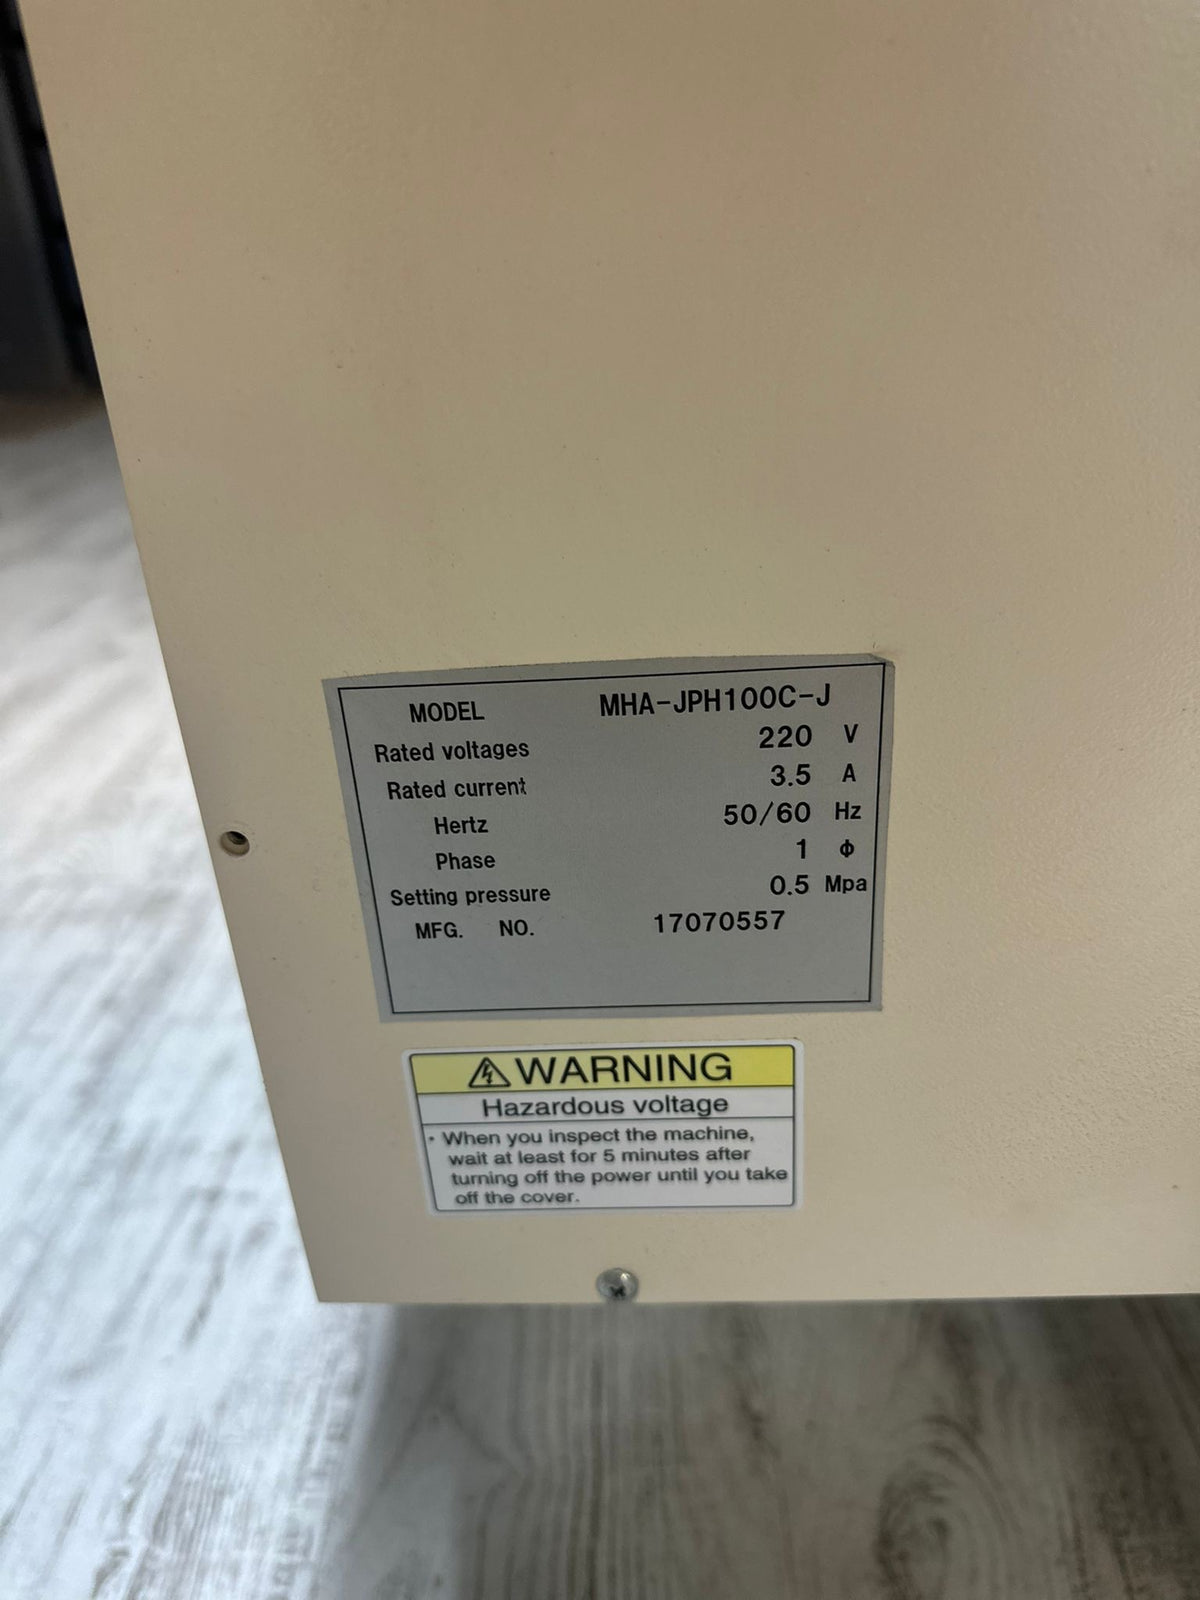 MODEL MHA-JPH100C-J
Rated voltages 220 V
Rated current 3.5 A
Hertz 50/60 Hz
Phase 1 Φ
Setting pressure 0.5 Mpa
MFG. NO. 17070557
WARNING
Hazardous voltage
・When you inspect the machine,
wait at least for 5 minutes after
turning off the power until you take
off the cover.